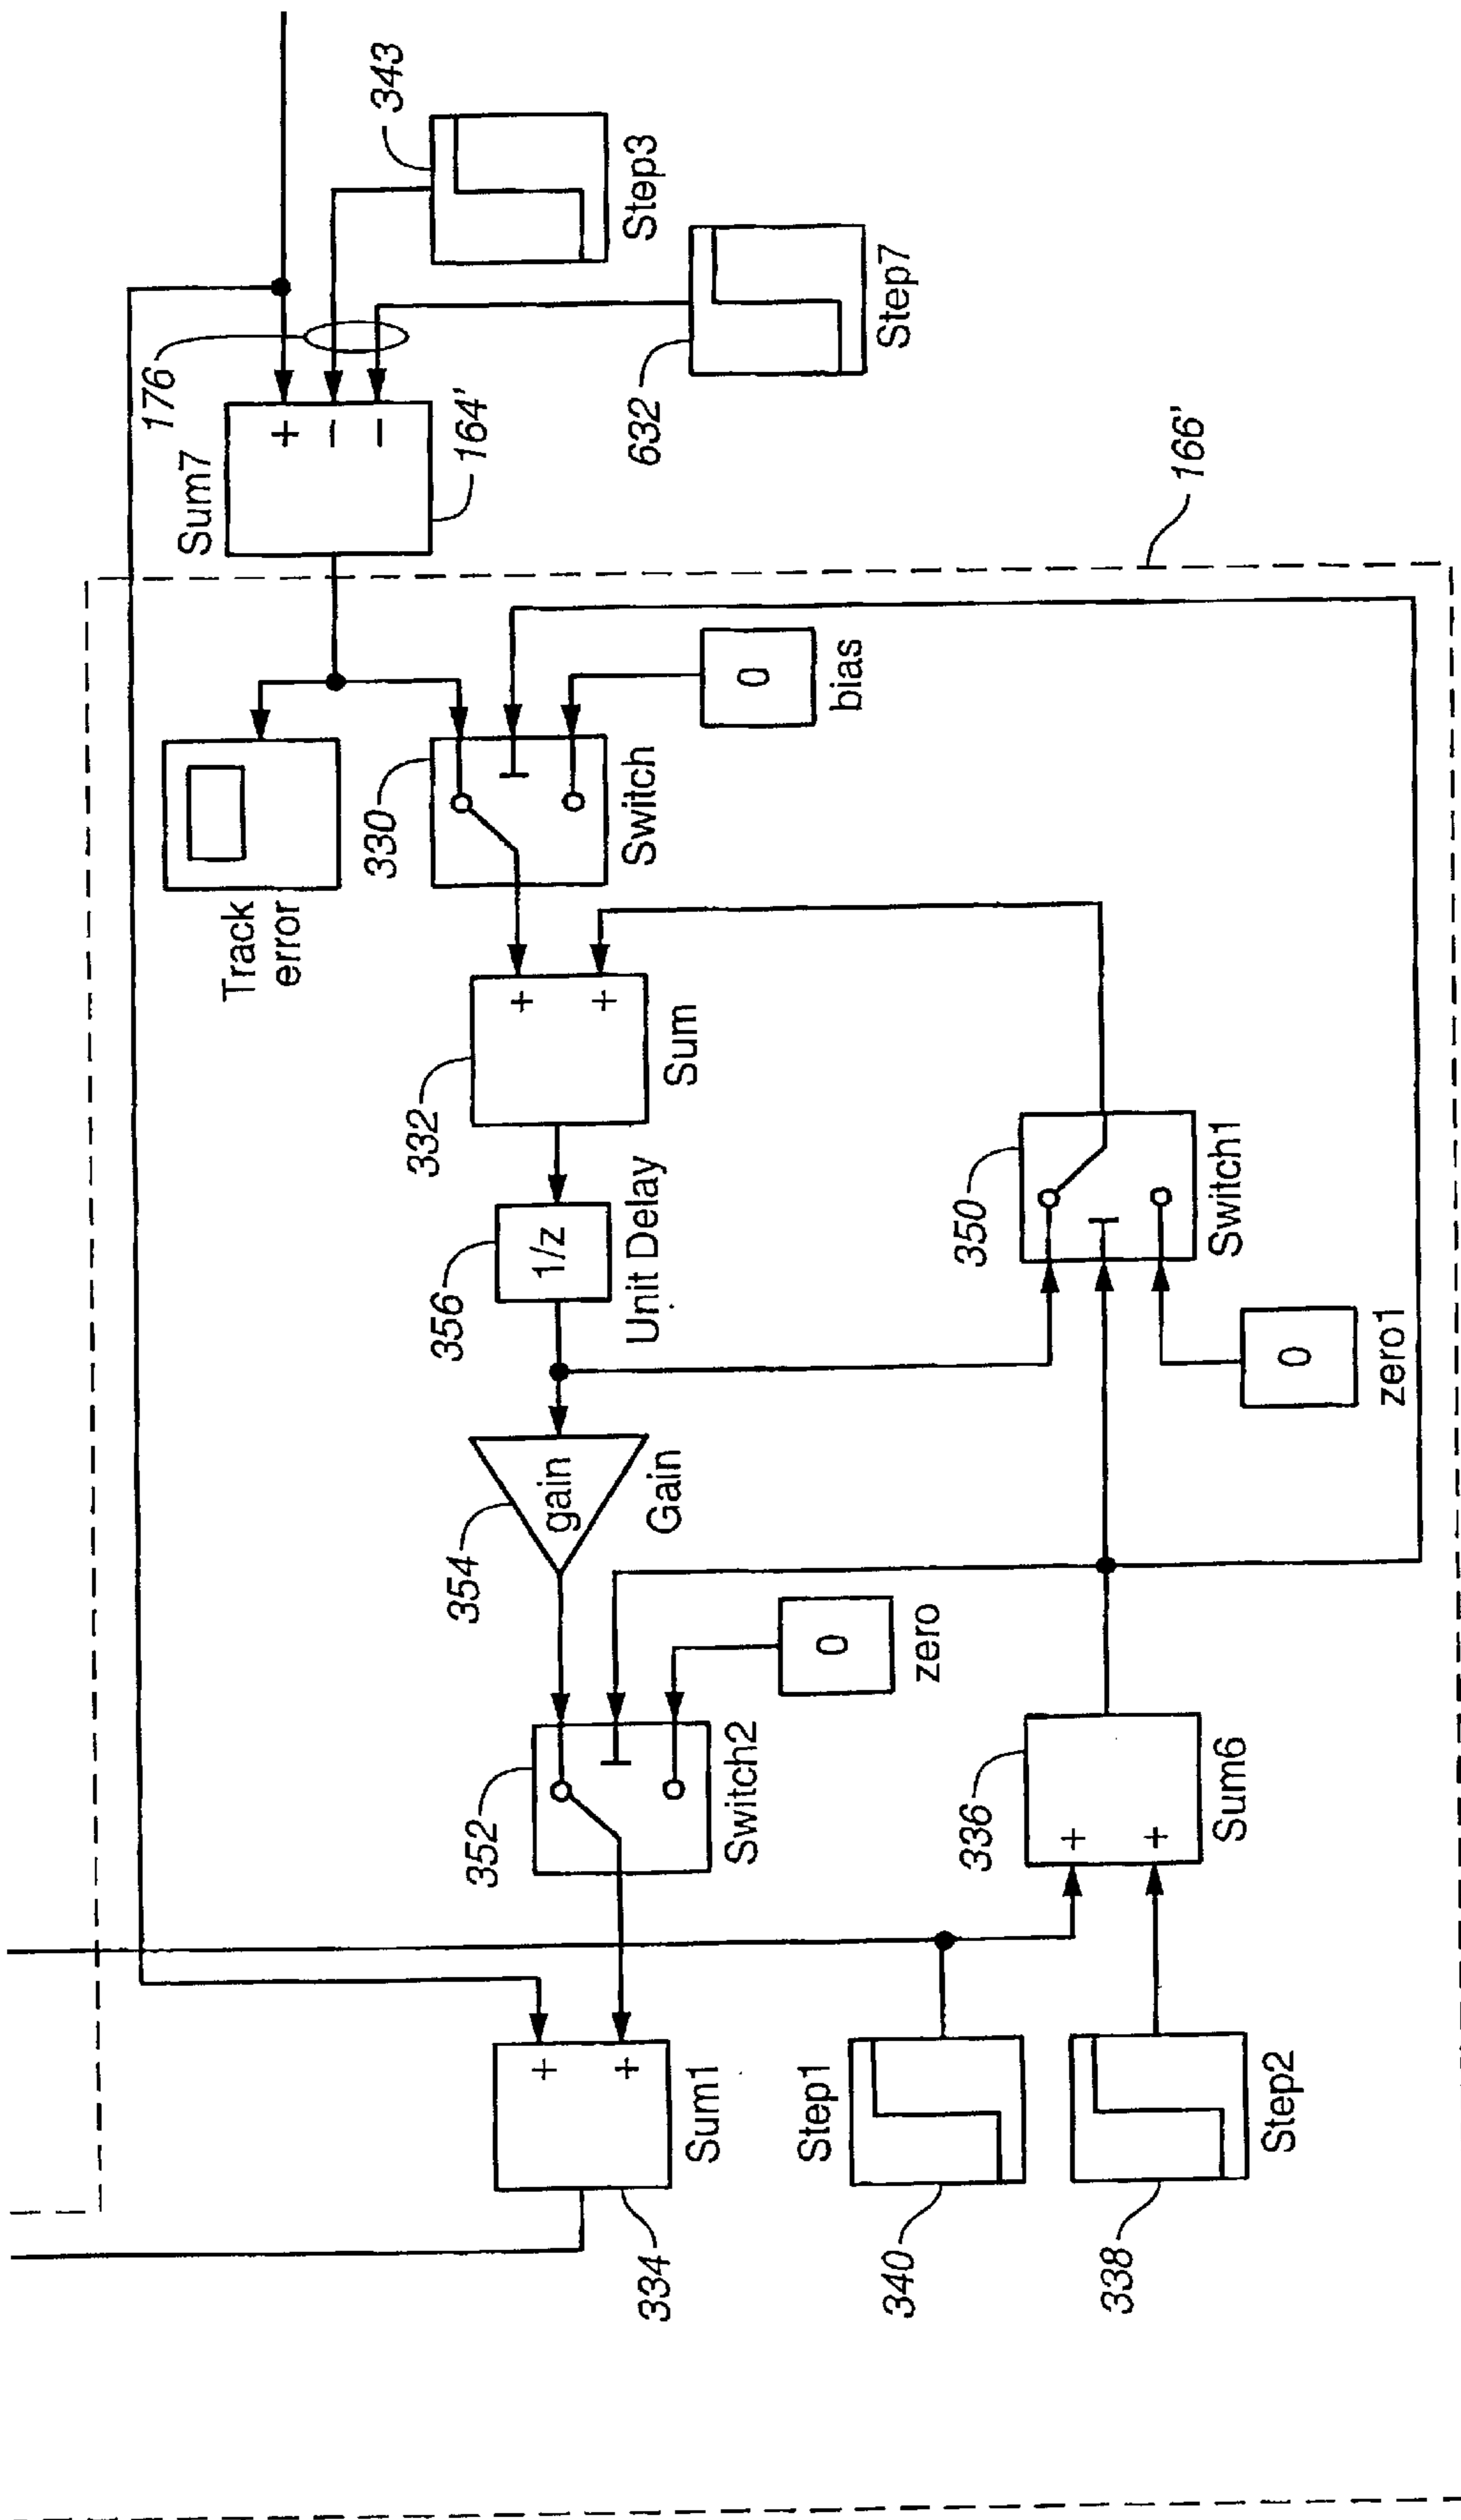 176
Sum7
+
−
−
164'
343
Step3
632
Step7
166'
Track
error
330
Switch
0
bias
332
+
+
Sum
356
1/z
Unit Delay
350
Switch1
0
zero1
354
gain
Gain
352
Switch2
0
zero
336
+
+
Sum6
+
+
Sum1
334
Step1
340
Step2
338